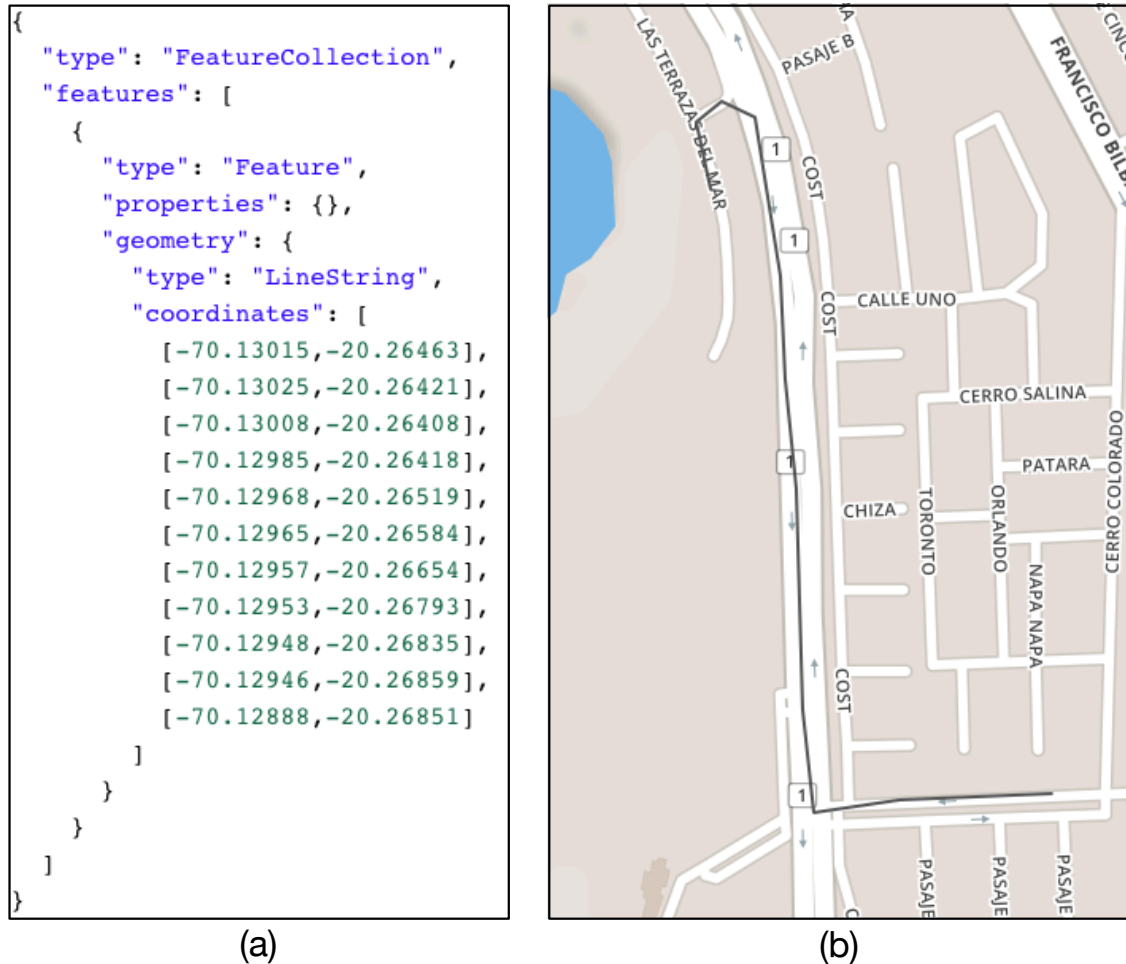 {
"type": "FeatureCollection",
"features": [
{
"type": "Feature",
"properties": {},
"geometry": {
"type": "LineString",
"coordinates": [
[-70.13015,-20.26463],
[-70.13025,-20.26421],
[-70.13008,-20.26408],
[-70.12985,-20.26418],
[-70.12968,-20.26519],
[-70.12965,-20.26584],
[-70.12957,-20.26654],
[-70.12953,-20.26793],
[-70.12948,-20.26835],
[-70.12946,-20.26859],
[-70.12888,-20.26851]
]
}
}
]
}
(a)
LAS TERRAZAS DEL MAR
PASAJE B
FRANCISCO BILB
1
COST
1
COST
CALLE UNO
CERRO SALINA
1
PATARA
CERRO COLORADO
CHIZA
TORONTO
ORLANDO
NAPA NAPA
COST
1
PASAJE
PASAJE
PASAJE
(b)